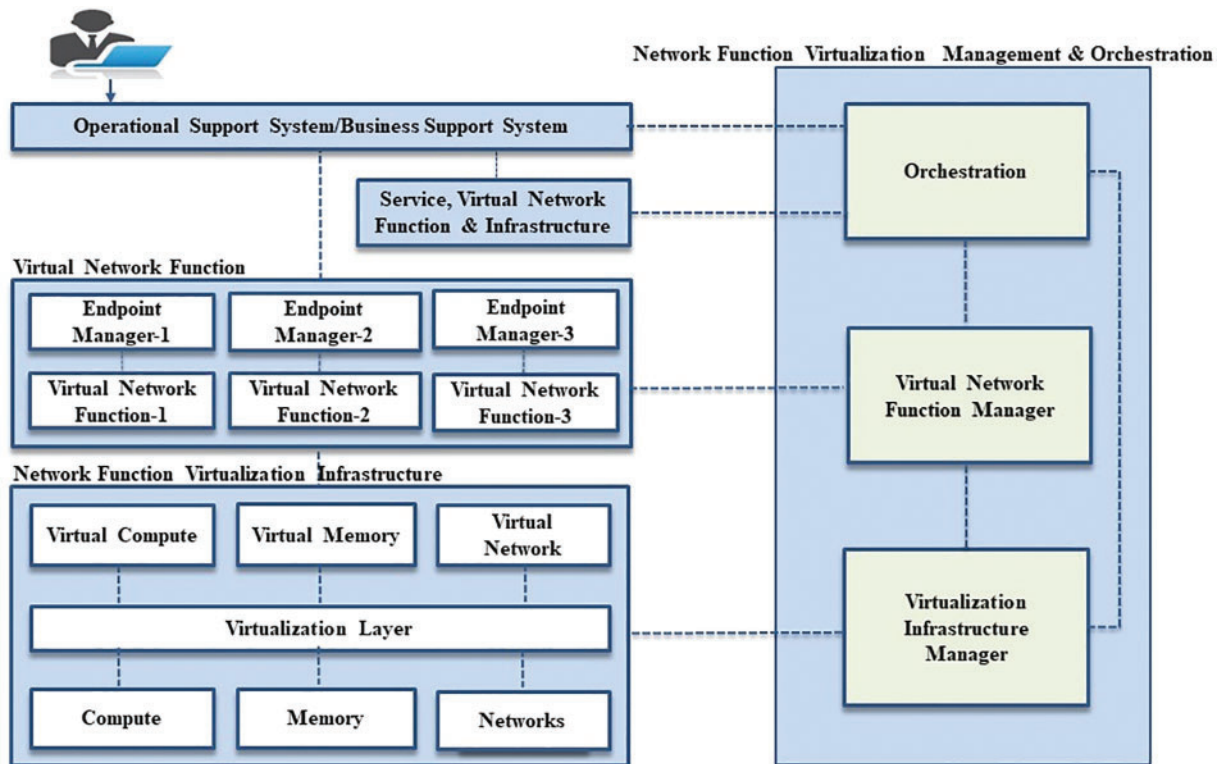 Network Function Virtualization Management & Orchestration
Operational Support System/Business Support System
Orchestration
Service, Virtual Network
Function & Infrastructure
Virtual Network Function
Endpoint
Manager-1
Endpoint
Manager-2
Endpoint
Manager-3
Virtual Network
Function-1
Virtual Network
Function-2
Virtual Network
Function-3
Virtual Network
Function Manager
Network Function Virtualization Infrastructure
Virtual Compute
Virtual Memory
Virtual
Network
Virtualization Layer
Virtualization
Infrastructure
Manager
Compute
Memory
Networks